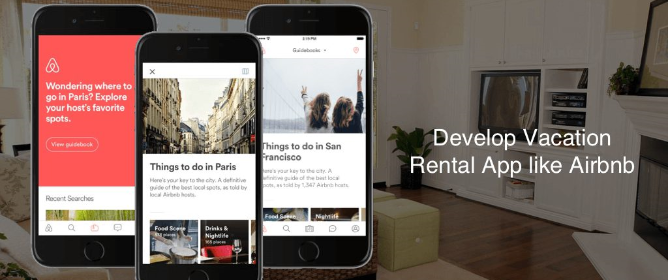 Wondering where to
go in Paris? Explore
your host's favorite
spots.
View guidebook
Recent Searches
Things to do in Paris
Here's your key to the city. A definitive
guide of the best local spots, as told by
local Airbnb hosts.
Food Scene
Drinks &
Nightlife
165 places
Guidebooks
Things to do in San
Francisco
Here's your key to the city. A
definitive guide of the best local
spots, as told by 1,347 Airbnb hosts.
Food Scene
Nightlife
Develop Vacation
Rental App like Airbnb